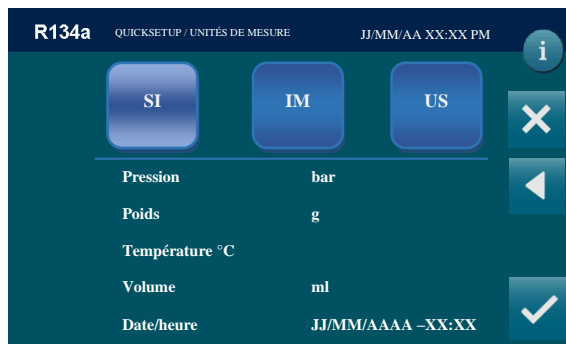 R134a QUICKSETUP / UNITÉS DE MESURE JJ/MM/AA XX:XX PM
i
SI IM US
Pression bar
Poids g
Température °C
Volume ml
Date/heure JJ/MM/AAAA –XX:XX